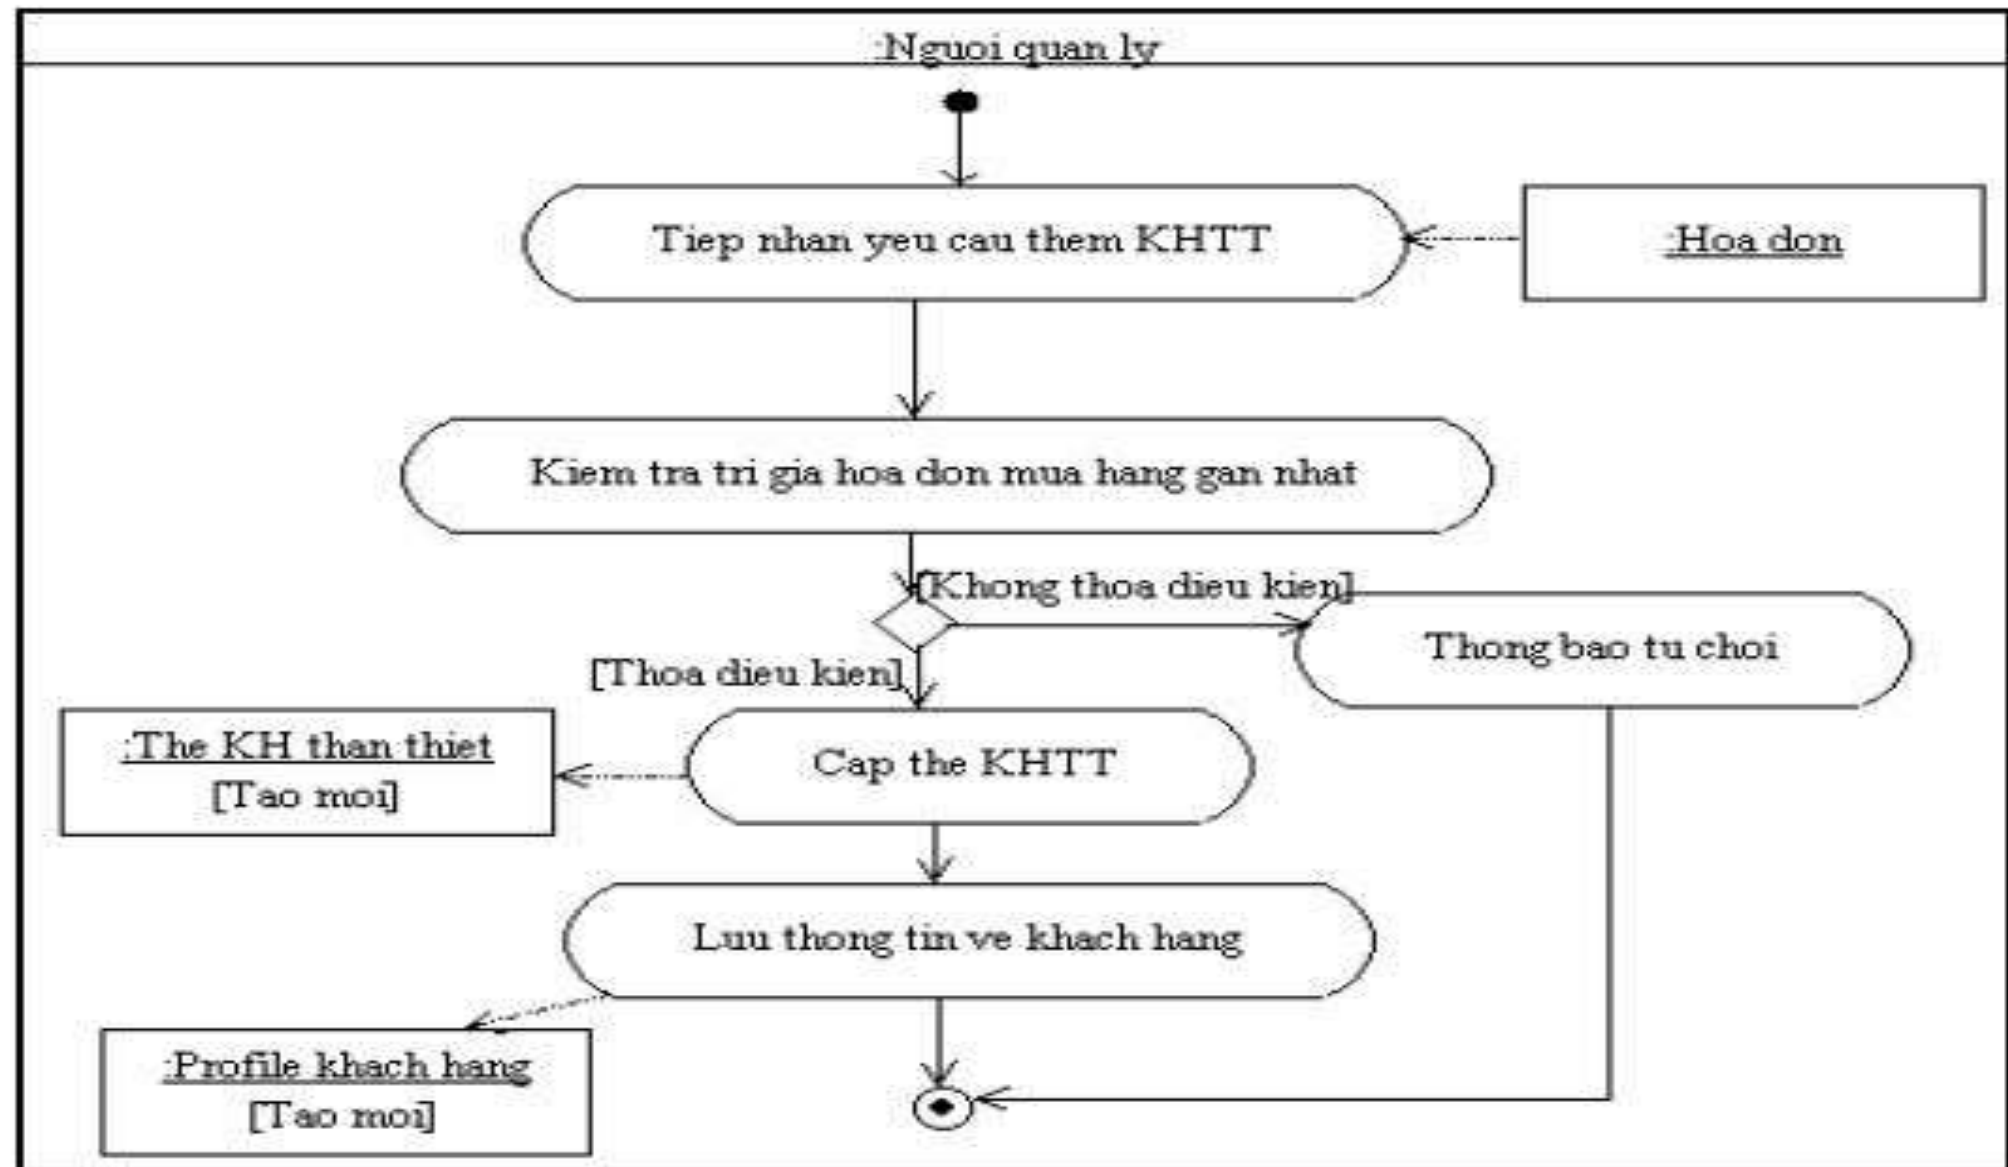 :Nguoi quan ly
Tiep nhan yeu cau them KHTT
:Hoa don
Kiem tra tri gia hoa don mua hang gan nhat
[Khong thoa dieu kien]
Thong bao tu choi
[Thoa dieu kien]
:The KH than thiet
[Tao moi]
Cap the KHTT
Luu thong tin ve khach hang
:Profile khach hang
[Tao moi]